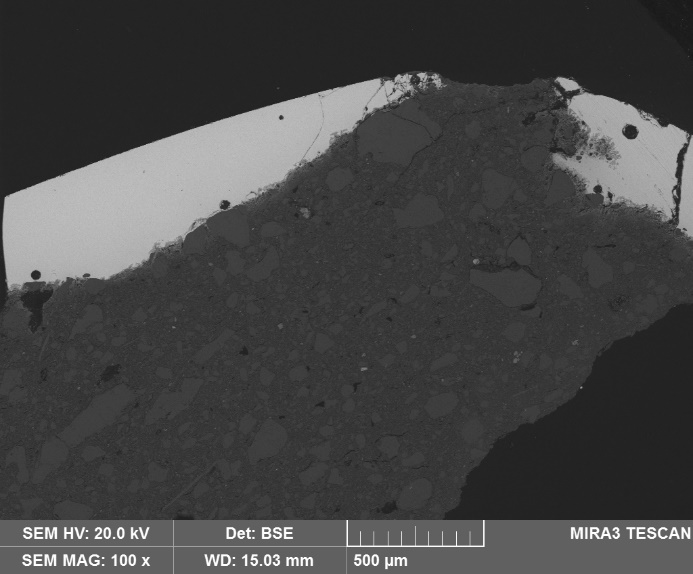 SEM HV: 20.0 kV Det: BSE MIRA3 TESCAN
SEM MAG: 100 x WD: 15.03 mm 500 µm